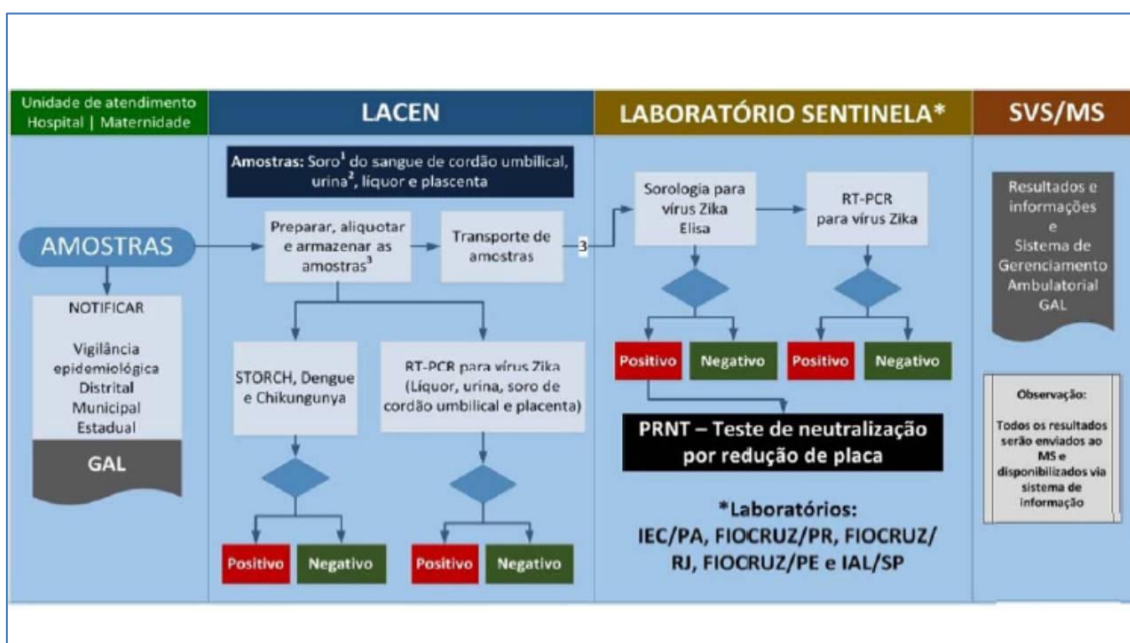 Unidade de atendimento
Hospital | Maternidade
AMOSTRAS
NOTIFICAR
Vigilância
epidemiológica
Distrital
Municipal
Estadual
GAL
LACEN
Amostras: Soro¹ do sangue de cordão umbilical,
urina², líquor e plascenta
Preparar, aliquotar
e armazenar as
amostras³
Transporte de
amostras
3
STORCH, Dengue
e Chikungunya
RT-PCR para vírus Zika
(Líquor, urina, soro de
cordão umbilical e placenta)
Positivo
Negativo
Positivo
Negativo
LABORATÓRIO SENTINELA*
Sorologia para
vírus Zika
Elisa
RT-PCR
para vírus Zika
Positivo
Negativo
Positivo
Negativo
PRNT – Teste de neutralização
por redução de placa
*Laboratórios:
IEC/PA, FIOCRUZ/PR, FIOCRUZ/
RJ, FIOCRUZ/PE e IAL/SP
SVS/MS
Resultados e
informações
e
Sistema de
Gerenciamento
Ambulatorial
GAL
Observação:
Todos os resultados
serão enviados ao
MS e
disponibilizados via
sistema de
informação